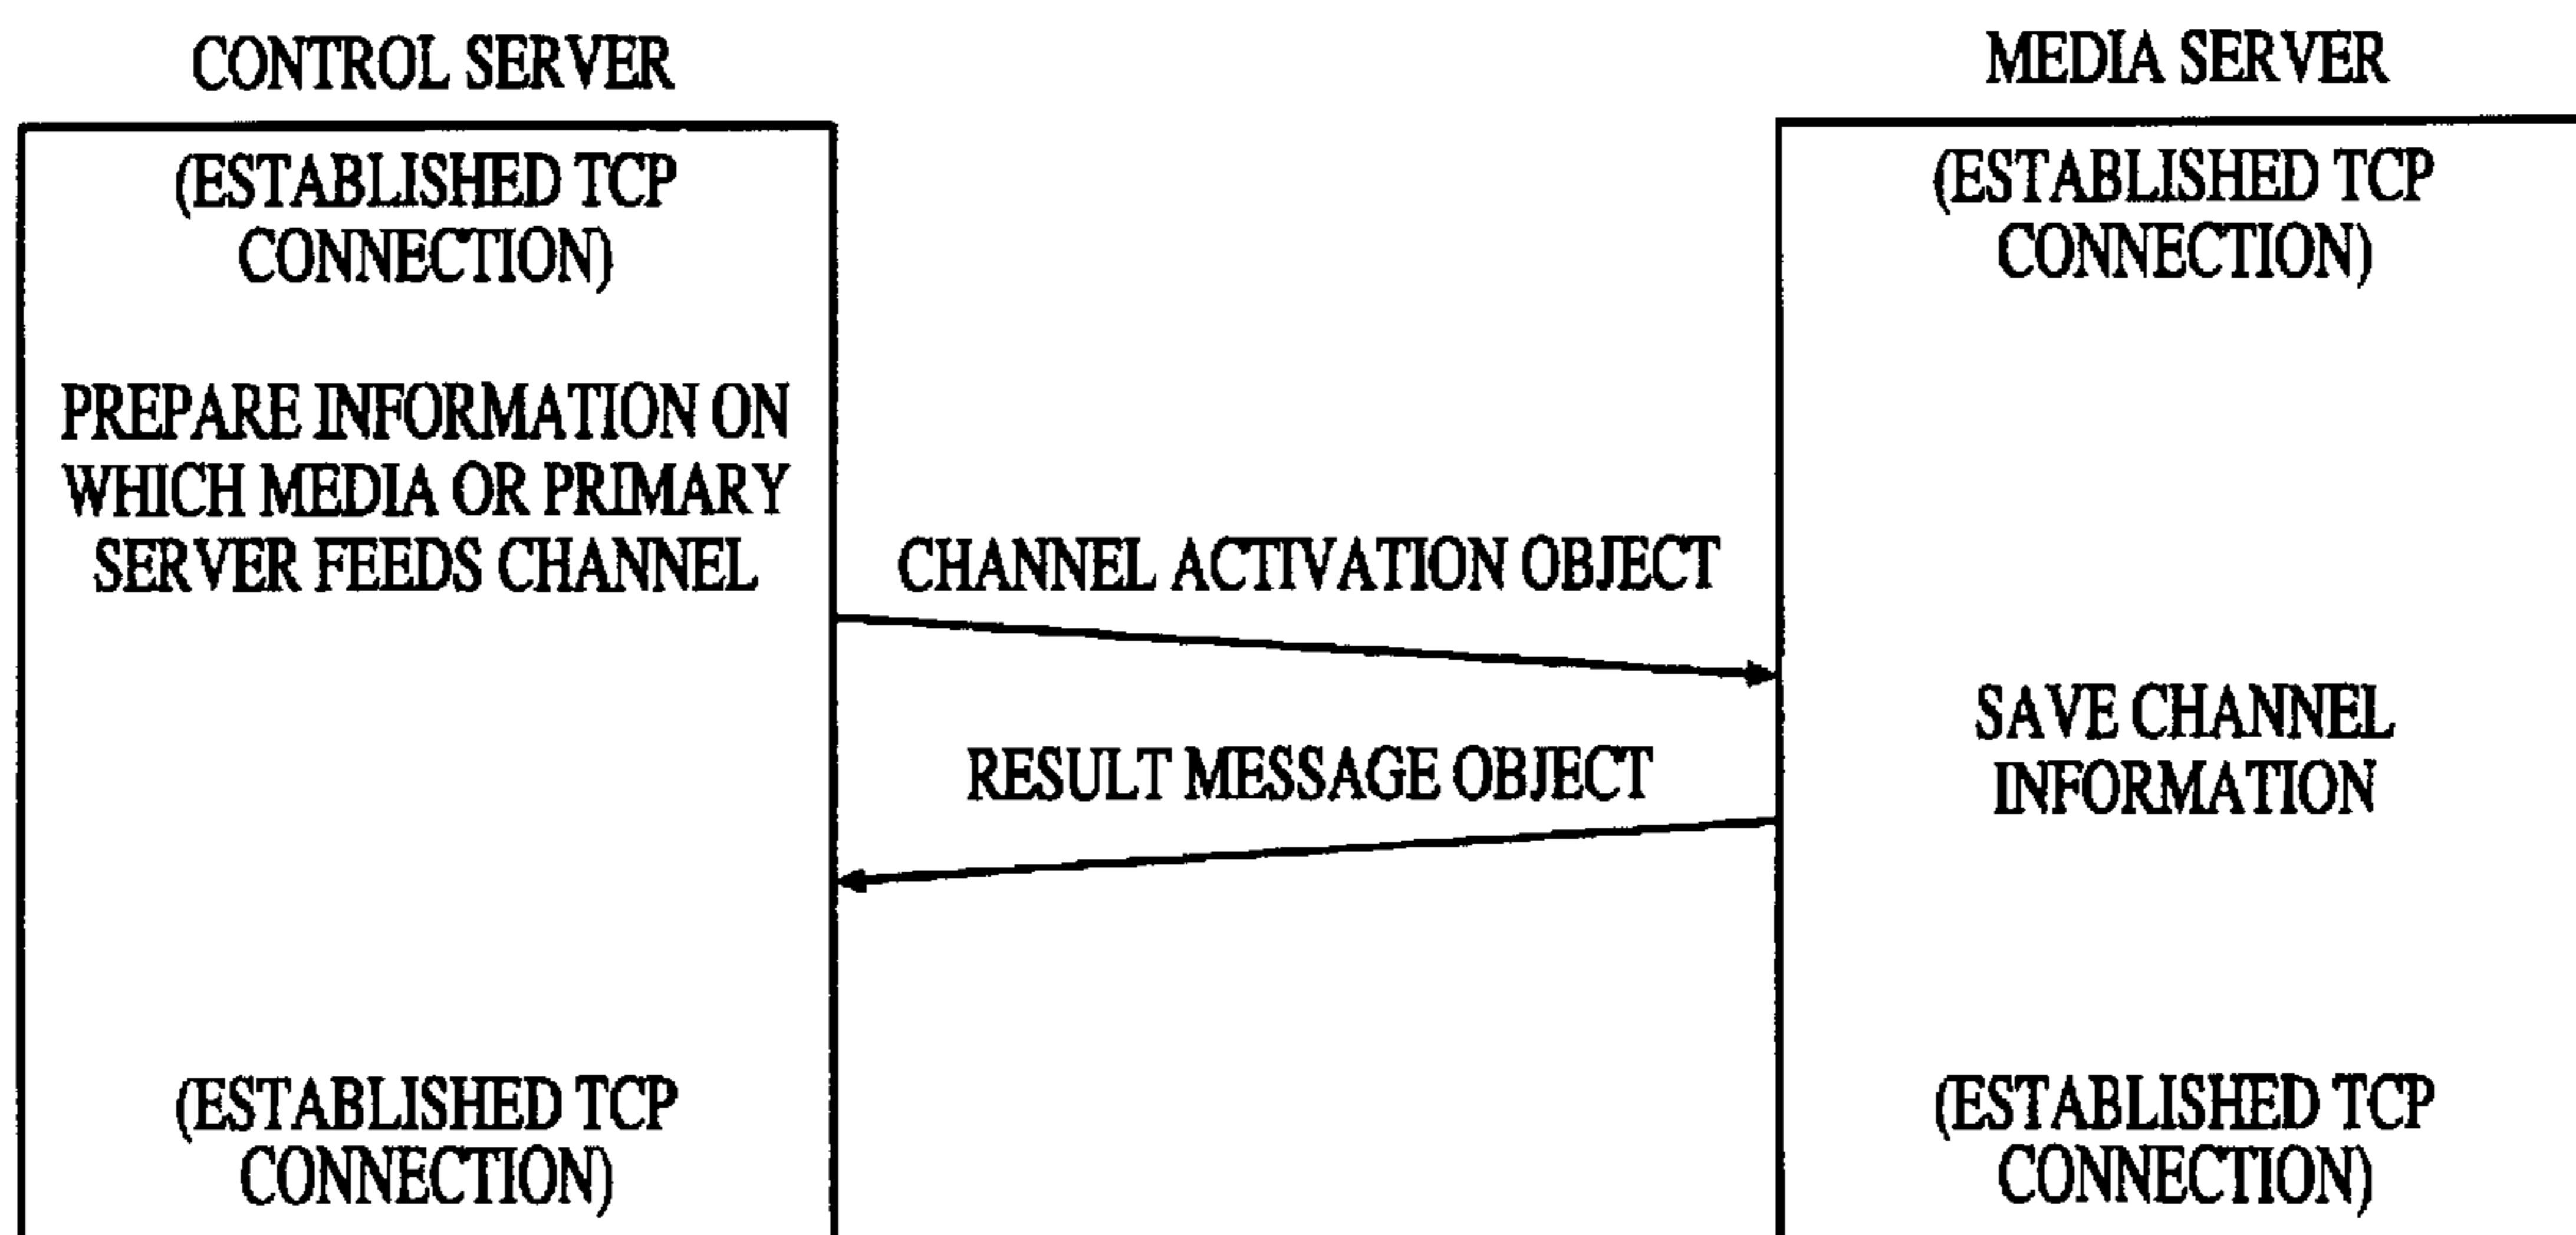 CONTROL SERVER
MEDIA SERVER
(ESTABLISHED TCP
CONNECTION)
(ESTABLISHED TCP
CONNECTION)
PREPARE INFORMATION ON
WHICH MEDIA OR PRIMARY
SERVER FEEDS CHANNEL
CHANNEL ACTIVATION OBJECT
SAVE CHANNEL
INFORMATION
RESULT MESSAGE OBJECT
(ESTABLISHED TCP
CONNECTION)
(ESTABLISHED TCP
CONNECTION)